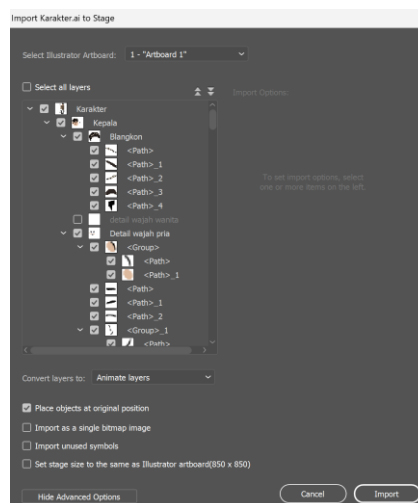 Import Karakter.ai to Stage
Select Illustrator Artboard: 1 - "Artboard 1"
Select all layers
Import Options:
Karakter
Kepala
Blangkon
<Path>
<Path>_1
<Path>_2
<Path>_3
<Path>_4
detail wajah wanita
Detail wajah pria
<Group>
<Path>
<Path>_1
<Path>
<Path>_1
<Path>_2
<Group>_1
<Path>
To set import options, select
one or more items on the left.
Convert layers to: Animate layers
Place objects at original position
Import as a single bitmap image
Import unused symbols
Set stage size to the same as Illustrator artboard(850 x 850)
Hide Advanced Options
Cancel
Import